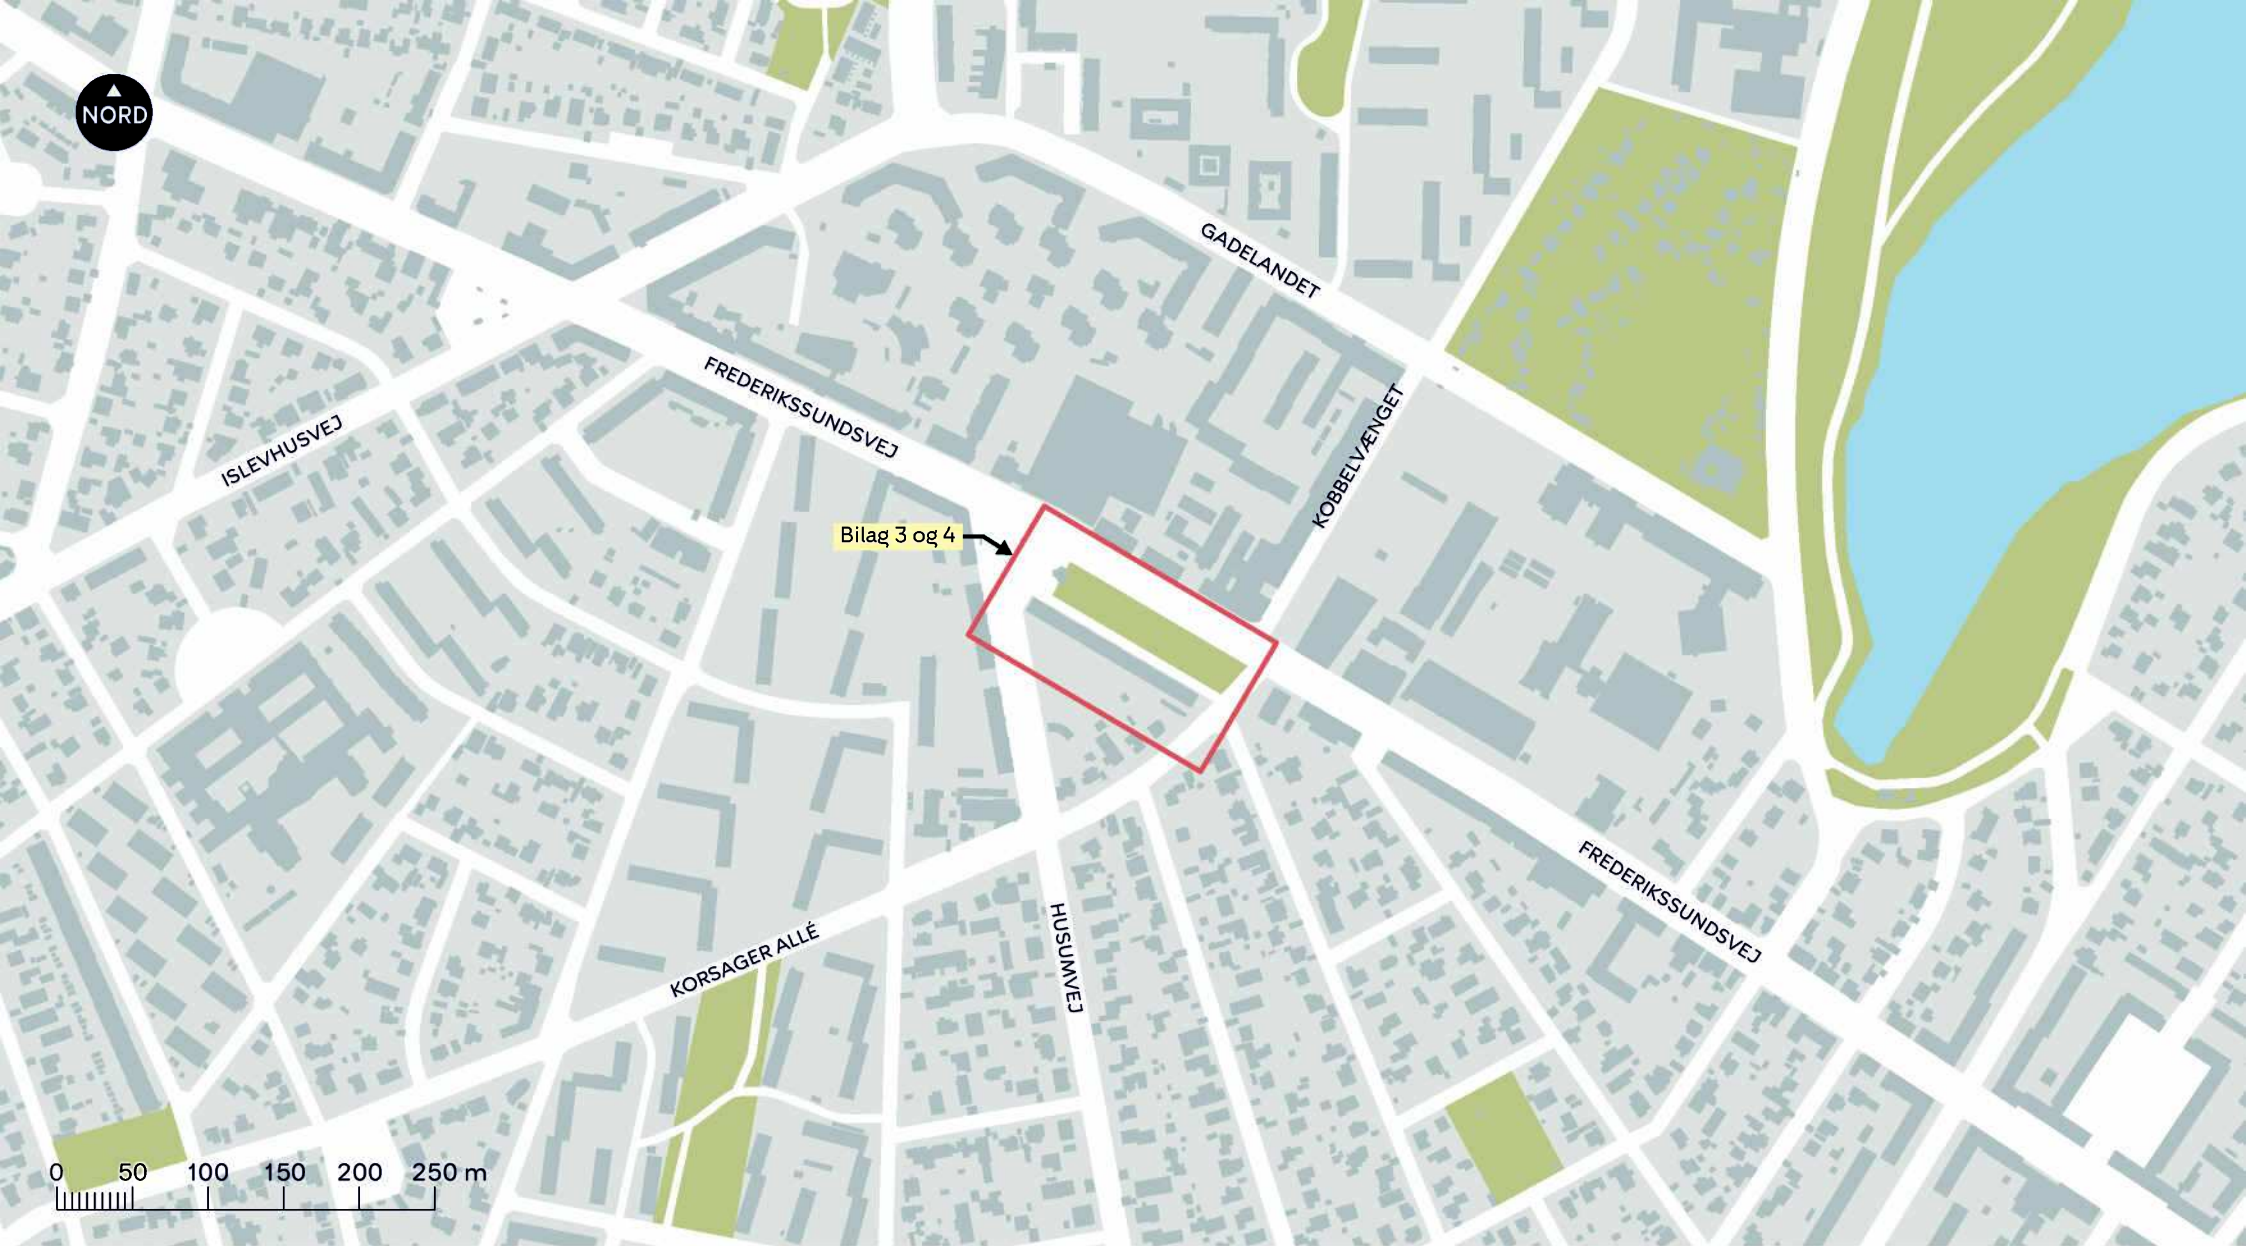 NORD
GADELANDET
FREDERIKSSUNDSVEJ
KOBBELVÆNGET
ISLEVHUSVEJ
Bilag 3 og 4
FREDERIKSSUNDSVEJ
KORSAGER ALLÉ
HUSUMVEJ
0 50 100 150 200 250 m